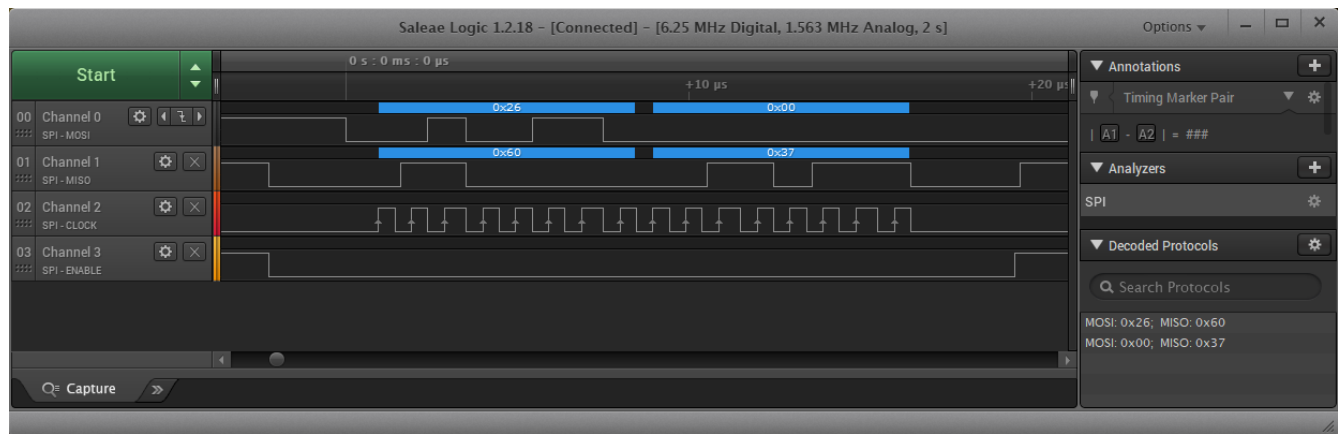 Saleae Logic 1.2.18 - [Connected] - [6.25 MHz Digital, 1.563 MHz Analog, 2 s]
Options
Start
0 s : 0 ms : 0 µs
+10 µs
+20 µs
00 Channel 0
SPI - MOSI
0x26
0x00
01 Channel 1
SPI - MISO
0x60
0x37
02 Channel 2
SPI - CLOCK
03 Channel 3
SPI - ENABLE
Capture
Annotations
Timing Marker Pair
| A1 - A2 | = ###
Analyzers
SPI
Decoded Protocols
Search Protocols
MOSI: 0x26; MISO: 0x60
MOSI: 0x00; MISO: 0x37